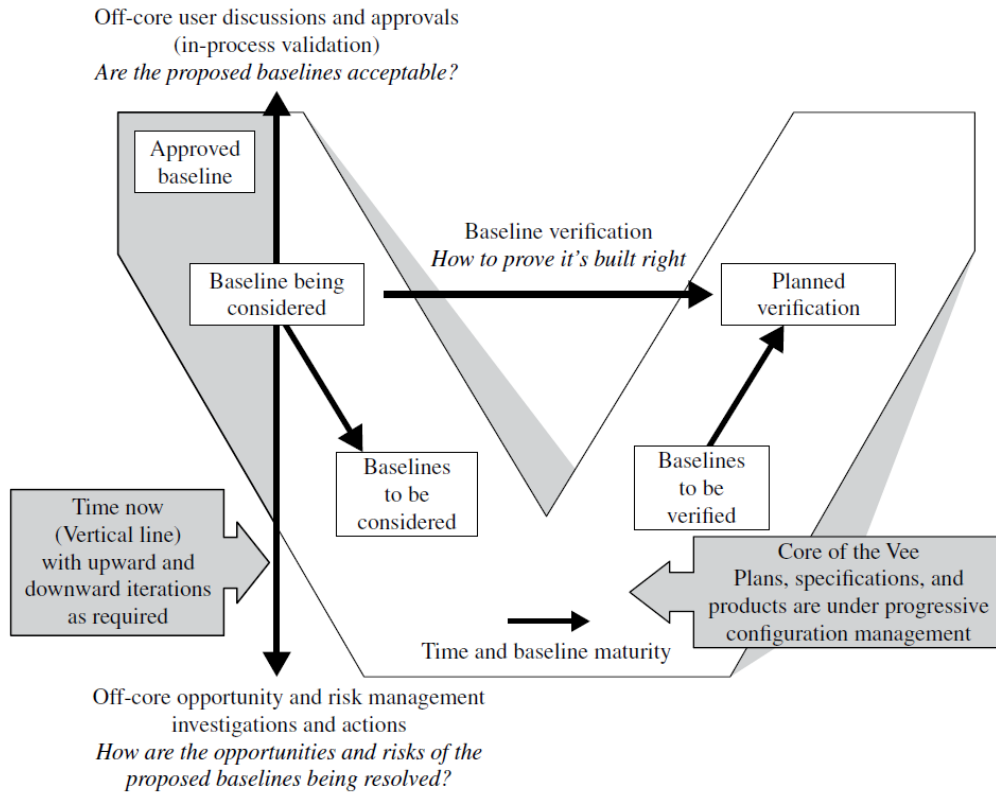 Off-core user discussions and approvals
(in-process validation)
Are the proposed baselines acceptable?
Approved
baseline
Baseline verification
How to prove it's built right
Baseline being
considered
Planned
verification
Baselines
to be
considered
Baselines
to be
verified
Time now
(Vertical line)
with upward and
downward iterations
as required
Core of the Vee
Plans, specifications, and
products are under progressive
configuration management
Time and baseline maturity
Off-core opportunity and risk management
investigations and actions
How are the opportunities and risks of the
proposed baselines being resolved?